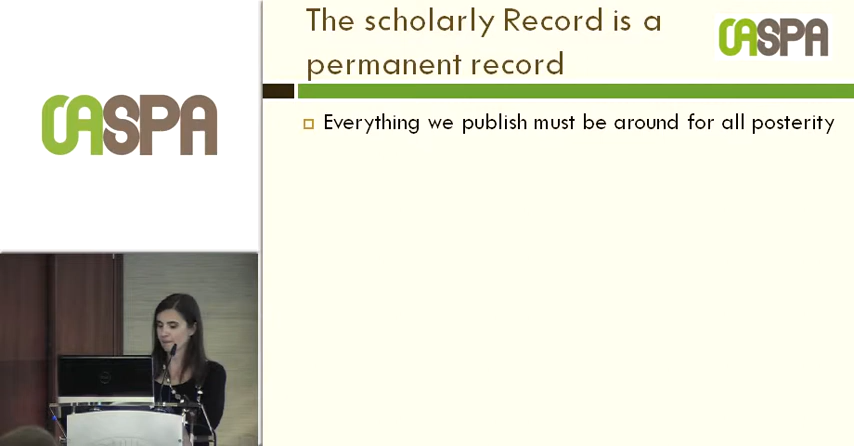 The scholarly Record is a
permanent record
OASPA
OASPA
Everything we publish must be around for all posterity